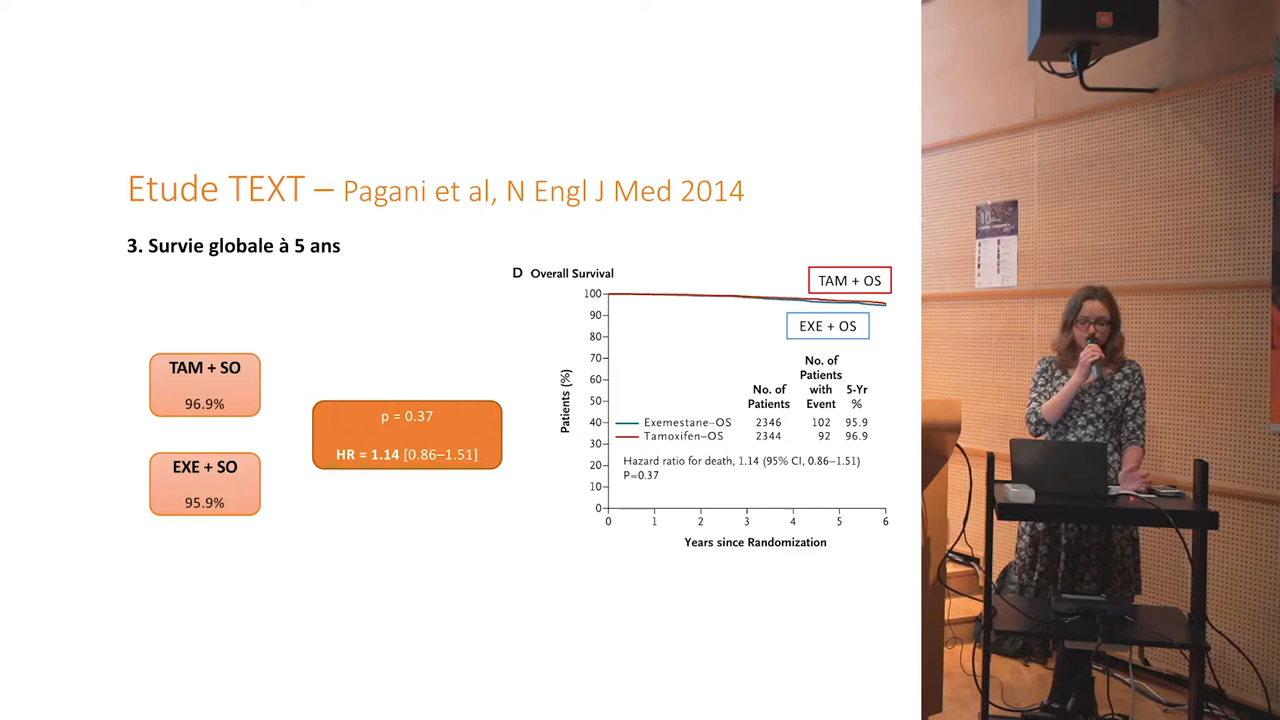 Etude TEXT – Pagani et al, N Engl J Med 2014
3. Survie globale à 5 ans
TAM + SO
96.9%
EXE + SO
95.9%
p = 0.37
HR = 1.14 [0.86–1.51]
D Overall Survival
TAM + OS
EXE + OS
100
90
80
70
60
50
40
30
20
10
0
Patients (%)
No. of Patients
No. of Patients with Event
5-Yr %
Exemestane–OS 2346 102 95.9
Tamoxifen–OS 2344 92 96.9
Hazard ratio for death, 1.14 (95% CI, 0.86–1.51)
P=0.37
0 1 2 3 4 5 6
Years since Randomization
10
JBL